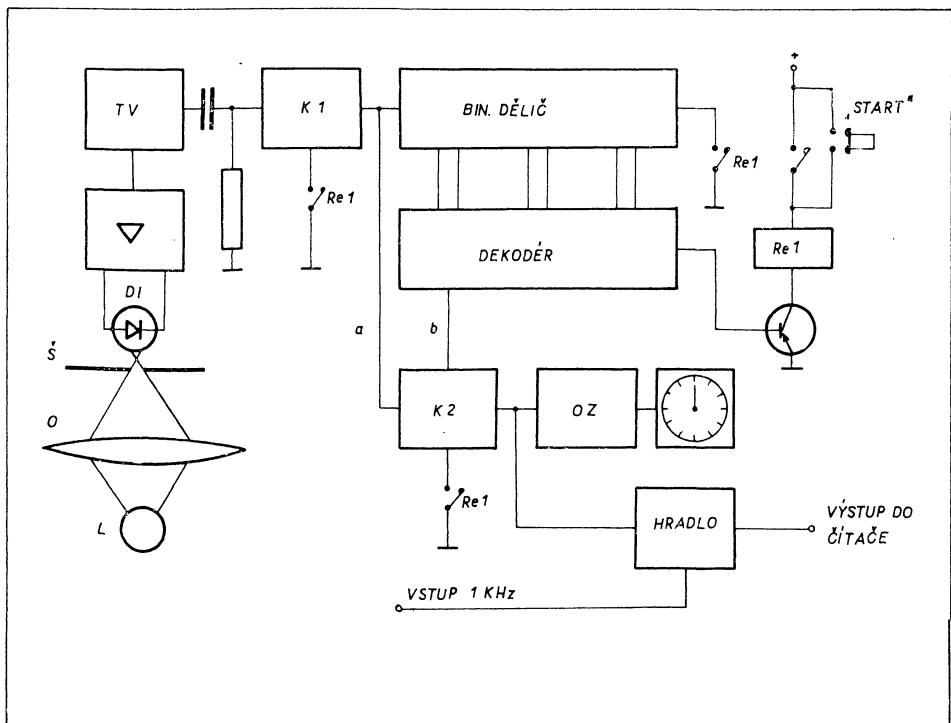 TV
K 1
BIN. DĚLIČ
+
„START"
Re 1
Re 1
DEKODÉR
Re 1
DI
a
b
Š
O
K 2
OZ
Re 1
L
HRADLO
VÝSTUP DO
ČÍTAČE
VSTUP 1 KHz